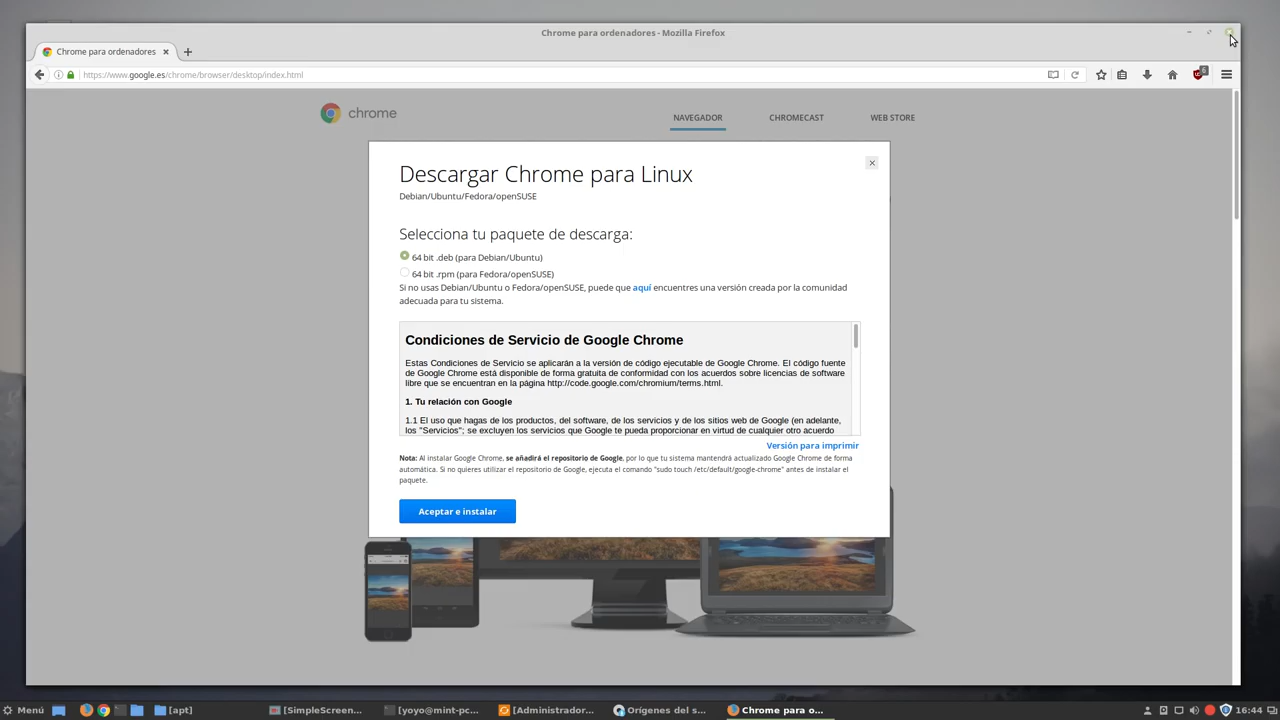 Chrome para ordenadores - Mozilla Firefox
Chrome para ordenadores
https://www.google.es/chrome/browser/desktop/index.html
6
chrome
NAVEGADOR
CHROMECAST
WEB STORE
Descargar Chrome para Linux
Debian/Ubuntu/Fedora/openSUSE
Selecciona tu paquete de descarga:
64 bit .deb (para Debian/Ubuntu)
64 bit .rpm (para Fedora/openSUSE)
Si no usas Debian/Ubuntu o Fedora/openSUSE, puede que aquí encuentres una versión creada por la comunidad
adecuada para tu sistema.
Condiciones de Servicio de Google Chrome
Estas Condiciones de Servicio se aplicarán a la versión de código ejecutable de Google Chrome. El código fuente
de Google Chrome está disponible de forma gratuita de conformidad con los acuerdos sobre licencias de software
libre que se encuentran en la página http://code.google.com/chromium/terms.html.
1. Tu relación con Google
1.1 El uso que hagas de los productos, del software, de los servicios y de los sitios web de Google (en adelante,
los "Servicios"; se excluyen los servicios que Google te pueda proporcionar en virtud de cualquier otro acuerdo
Versión para imprimir
Nota: Al instalar Google Chrome, se añadirá el repositorio de Google, por lo que tu sistema mantendrá actualizado Google Chrome de forma
automática. Si no quieres utilizar el repositorio de Google, ejecuta el comando "sudo touch /etc/default/google-chrome" antes de instalar el
paquete.
Aceptar e instalar
Menú
[apt]
[SimpleScreen...
[yoyo@mint-pc...
[Administrador...
Orígenes del s...
Chrome para o...
16:44